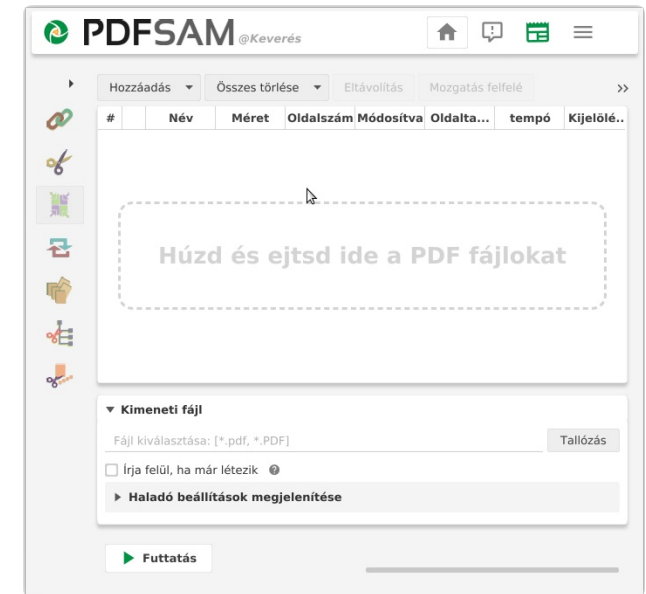 PDFSAM @Keverés
Hozzáadás Összes törlése Eltávolítás Mozgatás felfelé »
# Név Méret Oldalszám Módosítva Oldalta... tempó Kijelölé..
Húzd és ejtsd ide a PDF fájlokat
Kimeneti fájl
Fájl kiválasztása: [*.pdf, *.PDF] Tallózás
Írja felül, ha már létezik
Haladó beállítások megjelenítése
Futtatás